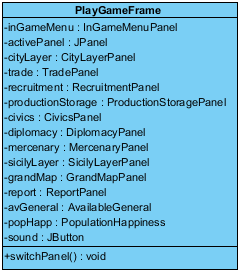 PlayGameFrame
-inGameMenu : InGameMenuPanel
-activePanel : JPanel
-cityLayer : CityLayerPanel
-trade : TradePanel
-recruitment : RecruitmentPanel
-productionStorage : ProductionStoragePanel
-civics : CivicsPanel
-diplomacy : DiplomacyPanel
-mercenary : MercenaryPanel
-sicilyLayer : SicilyLayerPanel
-grandMap : GrandMapPanel
-report : ReportPanel
-avGeneral : AvailableGeneral
-popHapp : PopulationHappiness
-sound : JButton
+switchPanel() : void